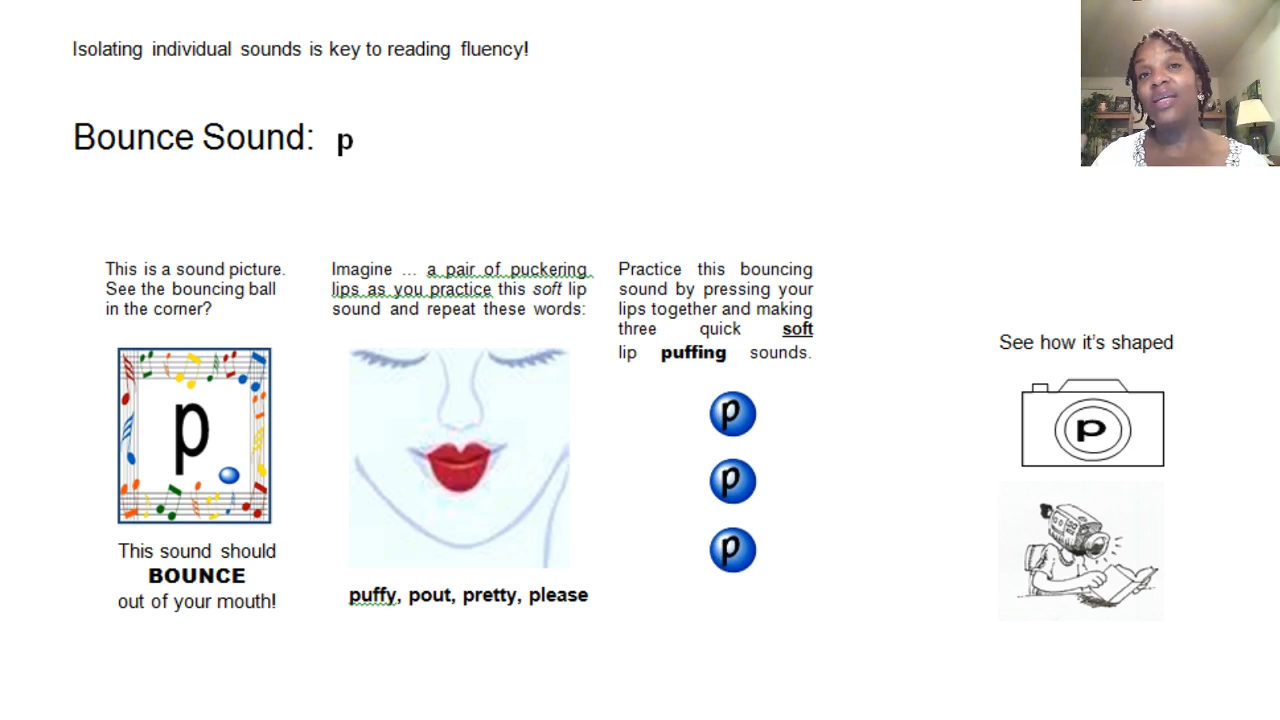 Isolating individual sounds is key to reading fluency!
Bounce Sound: p
This is a sound picture.
See the bouncing ball
in the corner?
p
This sound should
BOUNCE
out of your mouth!
Imagine ... a pair of puckering
lips as you practice this soft lip
sound and repeat these words:
puffy, pout, pretty, please
Practice this bouncing
sound by pressing your
lips together and making
three quick soft
lip puffing sounds.
p
p
p
See how it's shaped
p